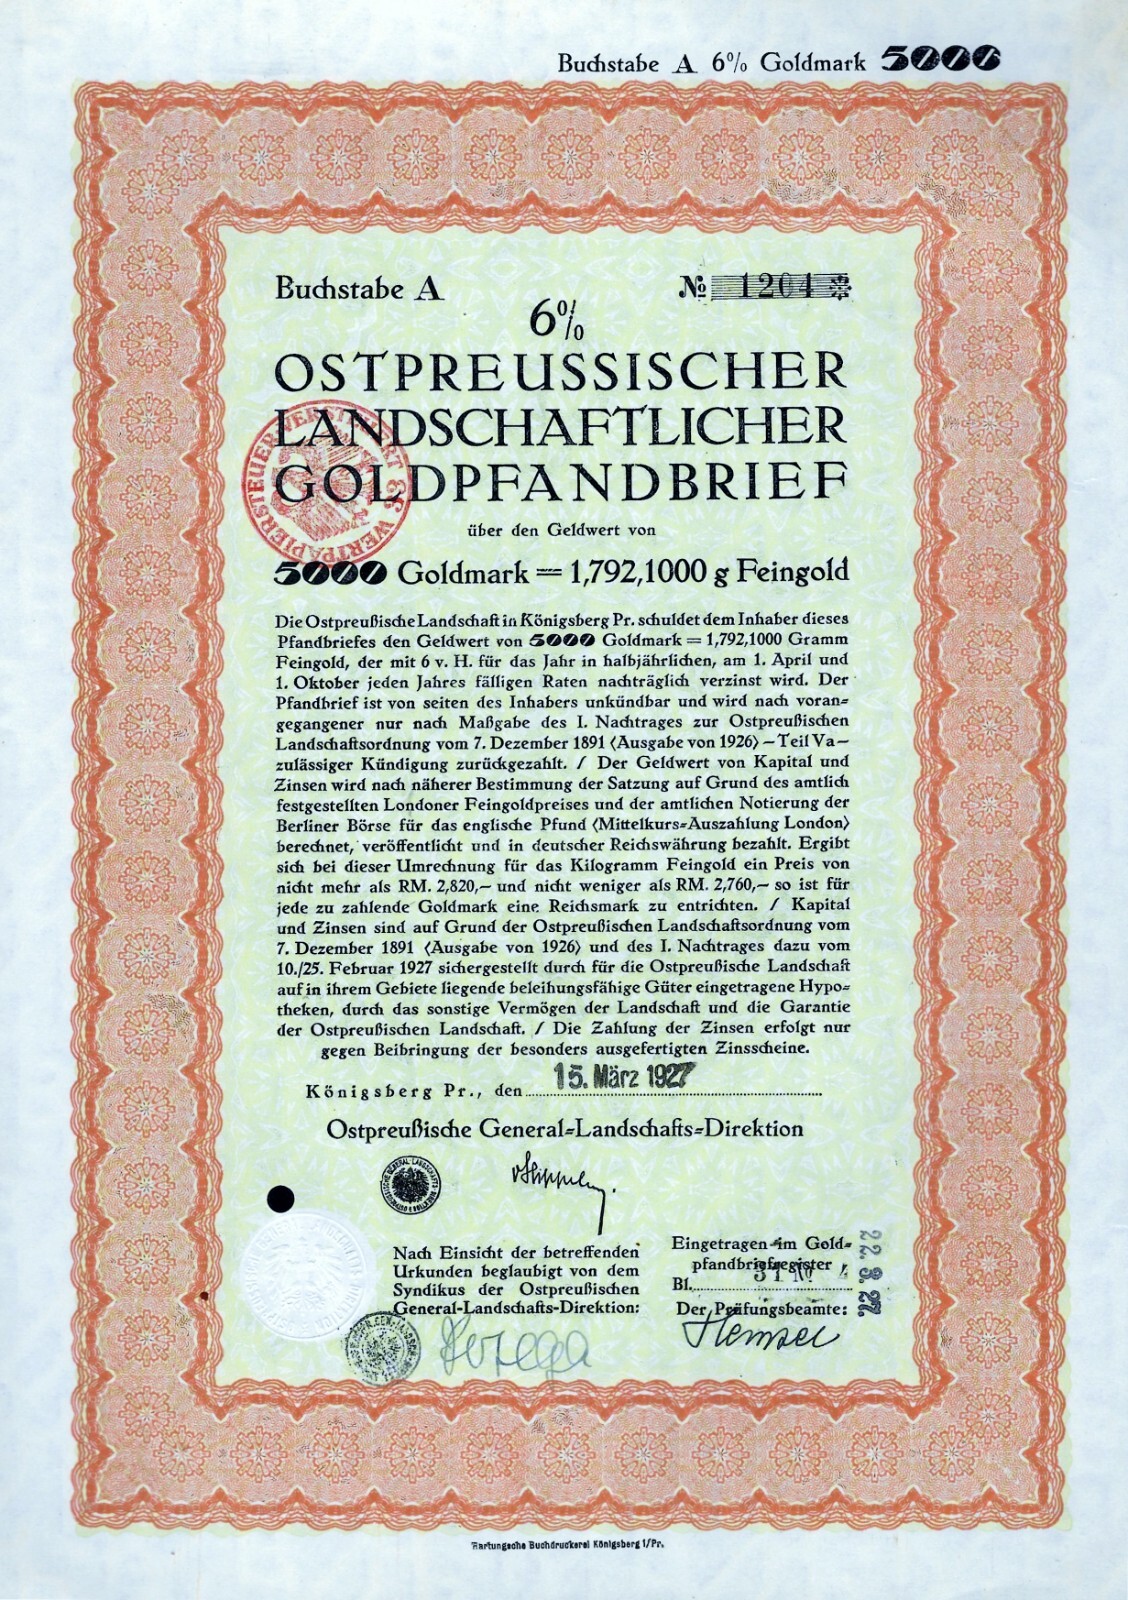 Buchstabe A 6% Goldmark 5000
Buchstabe A № 1204
6%
OSTPREUSSISCHER
LANDSCHAFTLICHER
GOLDPFANDBRIEF
WERTPAPIERSTEUER VERSTEUERT
über den Geldwert von
5000 Goldmark = 1,792,1000 g Feingold
Die Ostpreußische Landschaft in Königsberg Pr. schuldet dem Inhaber dieses
Pfandbriefes den Geldwert von 5000 Goldmark = 1,792,1000 Gramm
Feingold, der mit 6 v. H. für das Jahr in halbjährlichen, am 1. April und
1. Oktober jeden Jahres fälligen Raten nachträglich verzinst wird. Der
Pfandbrief ist von seiten des Inhabers unkündbar und wird nach voran=
gegangener nur nach Maßgabe des I. Nachtrages zur Ostpreußischen
Landschaftsordnung vom 7. Dezember 1891 (Ausgabe von 1926) – Teil Va –
zulässiger Kündigung zurückgezahlt. / Der Geldwert von Kapital und
Zinsen wird nach näherer Bestimmung der Satzung auf Grund des amtlich
festgestellten Londoner Feingoldpreises und der amtlichen Notierung der
Berliner Börse für das englische Pfund (Mittelkurs=Auszahlung London)
berechnet, veröffentlicht und in deutscher Reichswährung bezahlt. Ergibt
sich bei dieser Umrechnung für das Kilogramm Feingold ein Preis von
nicht mehr als RM. 2,820,– und nicht weniger als RM. 2,760,– so ist für
jede zu zahlende Goldmark eine Reichsmark zu entrichten. / Kapital
und Zinsen sind auf Grund der Ostpreußischen Landschaftsordnung vom
7. Dezember 1891 (Ausgabe von 1926) und des I. Nachtrages dazu vom
10./25. Februar 1927 sichergestellt durch für die Ostpreußische Landschaft
auf in ihrem Gebiete liegende beleihungsfähige Güter eingetragene Hypo=
theken, durch das sonstige Vermögen der Landschaft und die Garantie
der Ostpreußischen Landschaft. / Die Zahlung der Zinsen erfolgt nur
gegen Beibringung der besonders ausgefertigten Zinsscheine.
Königsberg Pr., den 15. März 1927
Ostpreußische General=Landschafts=Direktion
Nach Einsicht der betreffenden
Urkunden beglaubigt von dem
Syndikus der Ostpreußischen
General=Landschafts=Direktion:
Eingetragen im Gold=
pfandbriefregister
Bl. 31 №
Der Prüfungsbeamte:
22.3.27.
Hartungsche Buchdruckerei Königsberg i/Pr.